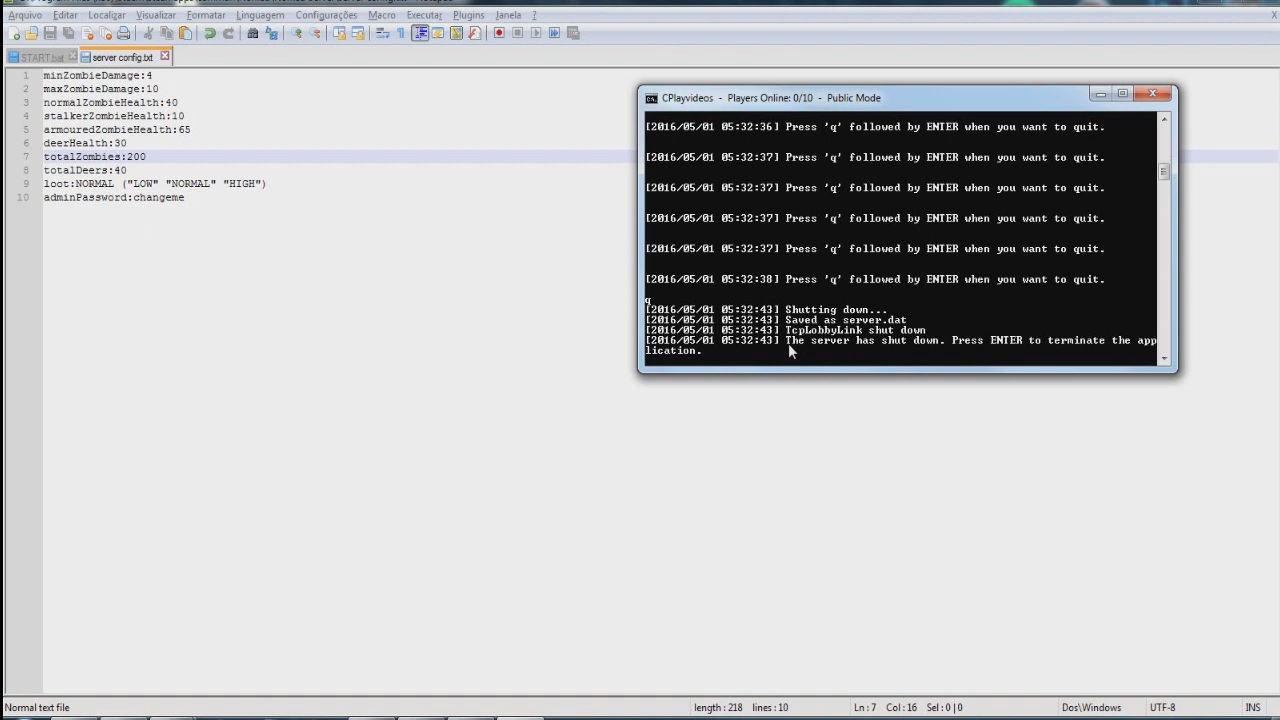 Arquivo Editar Localizar Visualizar Formatar Linguagem Configurações Macro Executar Plugins Janela ? X
START.bat server config.txt
1 minZombieDamage:4
2 maxZombieDamage:10
3 normalZombieHealth:40
4 stalkerZombieHealth:10
5 armouredZombieHealth:65
6 deerHealth:30
7 totalZombies:200
8 totalDeers:40
9 loot:NORMAL ("LOW" "NORMAL" "HIGH")
10 adminPassword:changeme
CPlayvideos - Players Online: 0/10 - Public Mode
[2016/05/01 05:32:36] Press 'q' followed by ENTER when you want to quit.
[2016/05/01 05:32:37] Press 'q' followed by ENTER when you want to quit.
[2016/05/01 05:32:37] Press 'q' followed by ENTER when you want to quit.
[2016/05/01 05:32:37] Press 'q' followed by ENTER when you want to quit.
[2016/05/01 05:32:37] Press 'q' followed by ENTER when you want to quit.
[2016/05/01 05:32:38] Press 'q' followed by ENTER when you want to quit.
q
[2016/05/01 05:32:43] Shutting down...
[2016/05/01 05:32:43] Saved as server.dat
[2016/05/01 05:32:43] TcpLobbyLink shut down
[2016/05/01 05:32:43] The server has shut down. Press ENTER to terminate the app
lication.
Normal text file length : 218 lines : 10 Ln : 7 Col : 16 Sel : 0 | 0 Dos\Windows UTF-8 INS